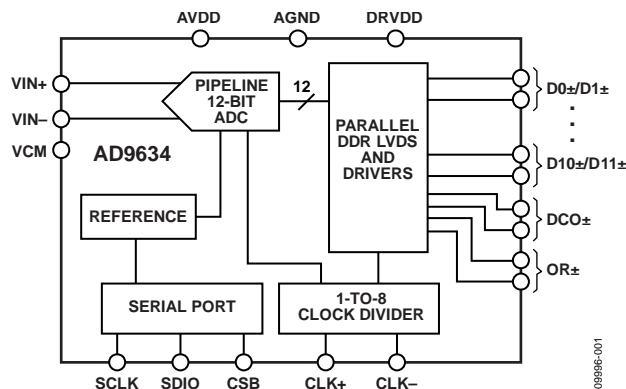 AVDD AGND DRVDD
VIN+
VIN–
VCM
AD9634
PIPELINE
12-BIT
ADC
12
PARALLEL
DDR LVDS
AND
DRIVERS
REFERENCE
SERIAL PORT
1-TO-8
CLOCK DIVIDER
D0±/D1±
D10±/D11±
DCO±
OR±
SCLK SDIO CSB CLK+ CLK–
09996-001